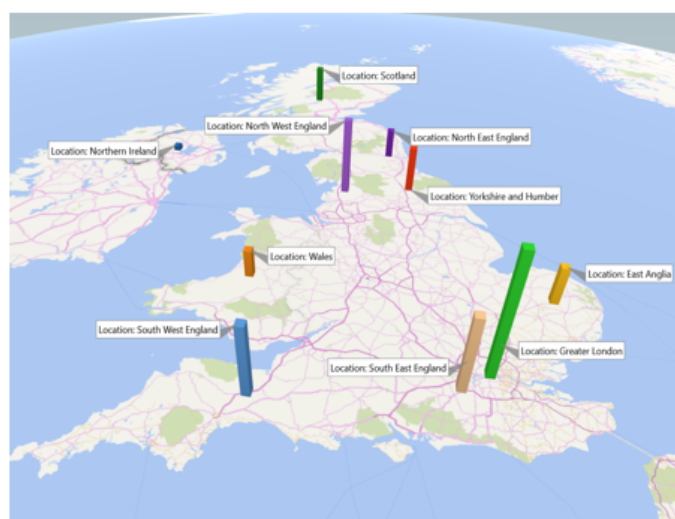 Location: Scotland
Location: North West England
Location: North East England
Location: Northern Ireland
Location: Yorkshire and Humber
Location: Wales
Location: East Anglia
Location: South West England
Location: Greater London
Location: South East England